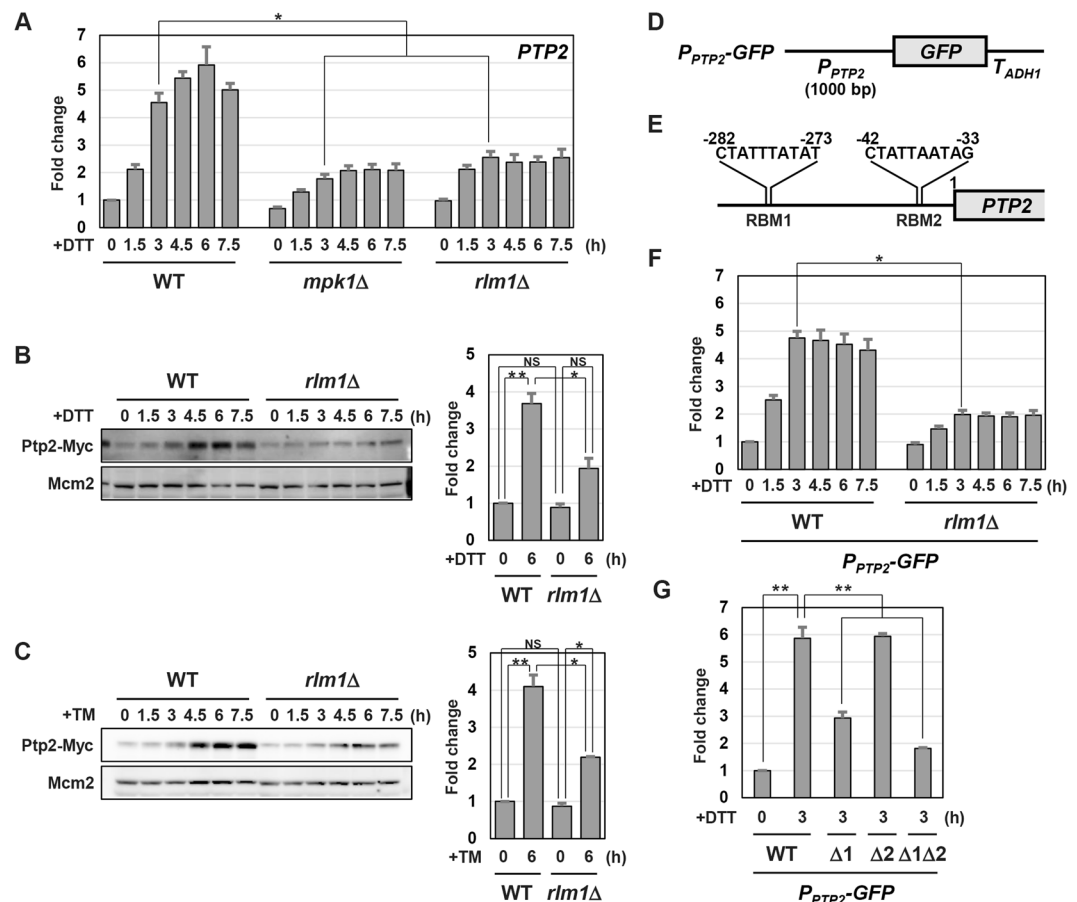 A
*
PTP2
Fold change
7
6
5
4
3
2
1
0
+DTT 0 1.5 3 4.5 6 7.5 0 1.5 3 4.5 6 7.5 0 1.5 3 4.5 6 7.5 (h)
WT mpk1Δ rlm1Δ
B
WT rlm1Δ
+DTT 0 1.5 3 4.5 6 7.5 0 1.5 3 4.5 6 7.5 (h)
Ptp2-Myc
Mcm2
NS NS
** *
Fold change
5
4
3
2
1
0
+DTT 0 6 0 6 (h)
WT rlm1Δ
C
WT rlm1Δ
+TM 0 1.5 3 4.5 6 7.5 0 1.5 3 4.5 6 7.5 (h)
Ptp2-Myc
Mcm2
NS *
** *
Fold change
5
4
3
2
1
0
+TM 0 6 0 6 (h)
WT rlm1Δ
D
PPTP2-GFP
GFP
PPTP2
(1000 bp)
TADH1
E
-282 -273 -42 -33
CTATTTATAT CTATTAATAG
1
PTP2
RBM1 RBM2
F
*
Fold change
7
6
5
4
3
2
1
0
+DTT 0 1.5 3 4.5 6 7.5 0 1.5 3 4.5 6 7.5 (h)
WT rlm1Δ
PPTP2-GFP
G
** **
Fold change
7
6
5
4
3
2
1
0
+DTT 0 3 3 3 3 (h)
WT Δ1 Δ2 Δ1Δ2
PPTP2-GFP